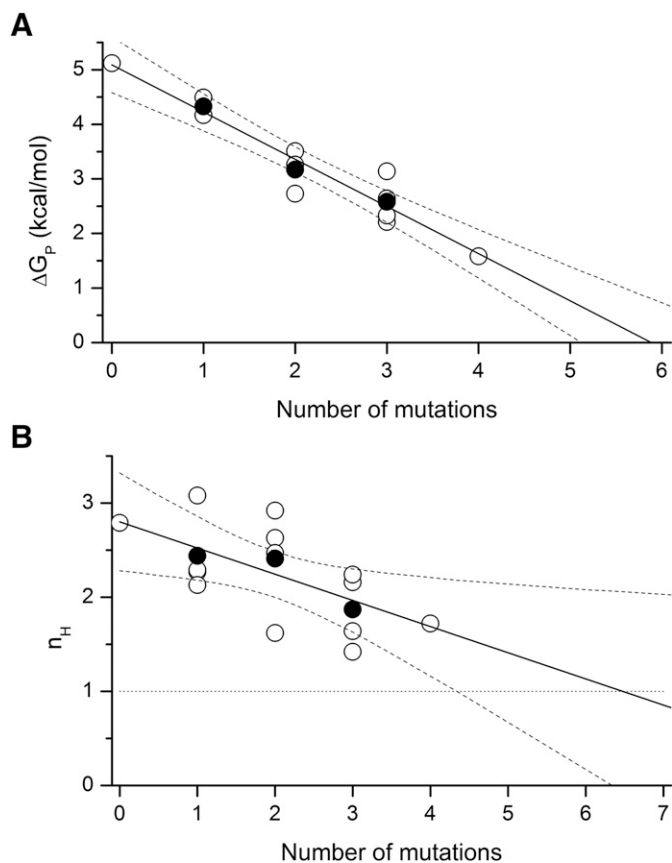 A
ΔG_P (kcal/mol)
5
4
3
2
1
0
0 1 2 3 4 5 6
Number of mutations
B
n_H
3
2
1
0
0 1 2 3 4 5 6 7
Number of mutations